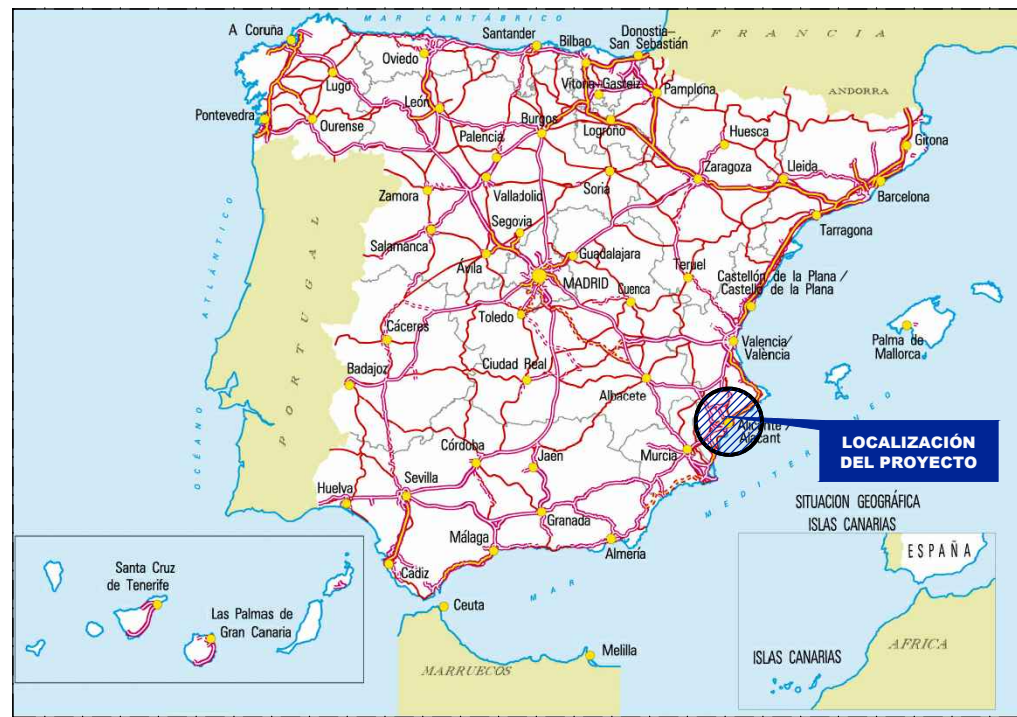 MAR CANTÁBRICO
FRANCIA
A Coruña
Santander
Donostia-
San Sebastián
Oviedo
Bilbao
Lugo
Vitoria-Gasteiz
Pamplona
ANDORRA
León
Pontevedra
Ourense
Burgos
Logroño
Palencia
Huesca
Girona
Zaragoza
Lleida
Barcelona
Zamora
Valladolid
Soria
Tarragona
Segovia
Salamanca
Guadalajara
Ávila
Teruel
Castellón de la Plana /
Castelló de la Plana
MADRID
Cuenca
OCÉANO
ATLÁNTICO
PORTUGAL
Toledo
Cáceres
Valencia/
València
Palma de
Mallorca
Ciudad Real
Badajoz
Albacete
Alicante /
Alacant
MAR
MEDITERRÁNEO
LOCALIZACIÓN
DEL PROYECTO
Córdoba
Jaén
Murcia
Sevilla
Huelva
Granada
Málaga
Almería
Cádiz
SITUACION GEOGRÁFICA
ISLAS CANARIAS
ESPAÑA
Santa Cruz
de Tenerife
Las Palmas de
Gran Canaria
Ceuta
Melilla
MARRUECOS
ISLAS CANARIAS
AFRICA